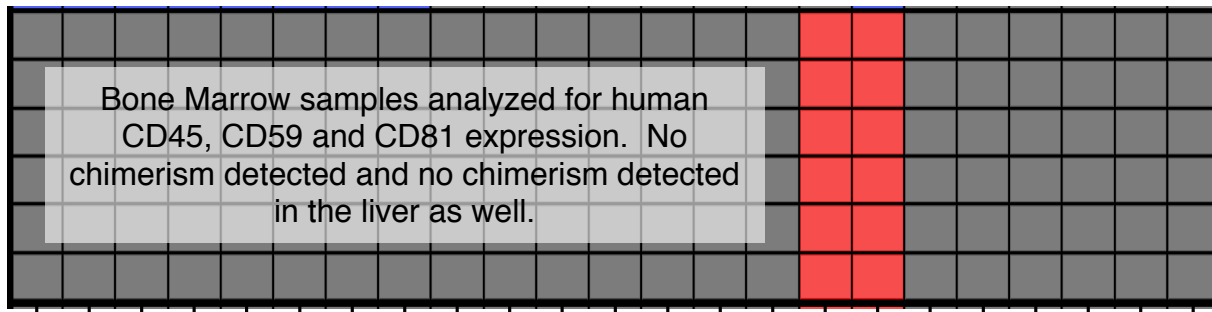 Bone Marrow samples analyzed for human
CD45, CD59 and CD81 expression.  No
chimerism detected and no chimerism detected
in the liver as well.